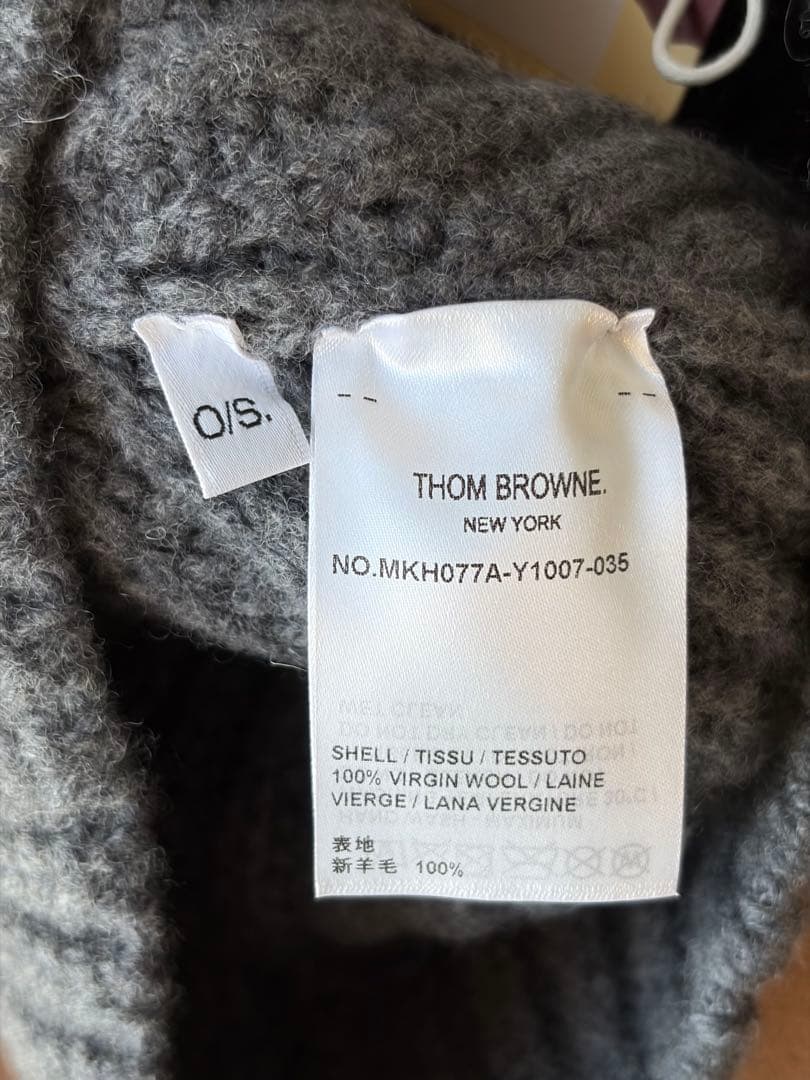 O/S.
THOM BROWNE.
NEW YORK
NO.MKH077A-Y1007-035
SHELL / TISSU / TESSUTO
100% VIRGIN WOOL / LAINE
VIERGE / LANA VERGINE
表地
新羊毛 100%